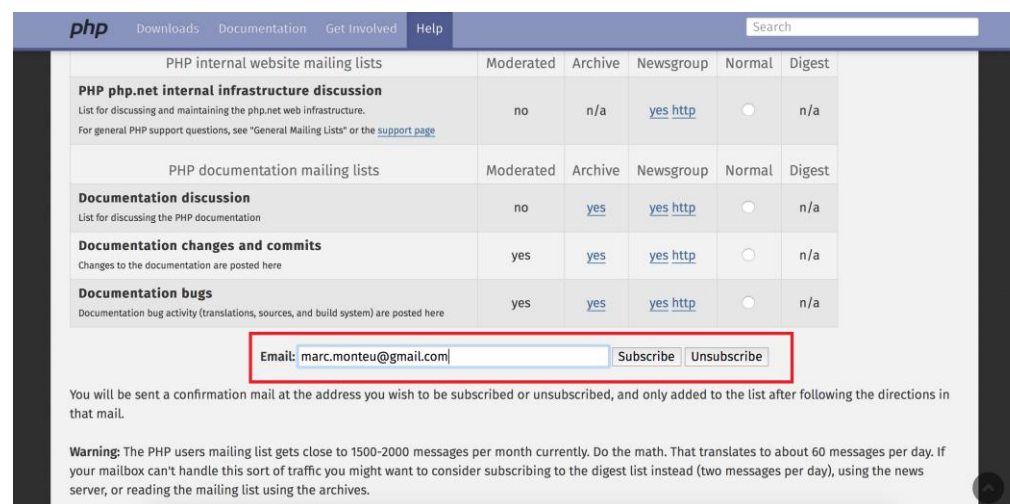 php Downloads Documentation Get Involved Help Search
PHP internal website mailing lists Moderated Archive Newsgroup Normal Digest
PHP php.net internal infrastructure discussion
List for discussing and maintaining the php.net web infrastructure.
For general PHP support questions, see "General Mailing Lists" or the support page
no n/a yes http n/a
PHP documentation mailing lists Moderated Archive Newsgroup Normal Digest
Documentation discussion
List for discussing the PHP documentation
no yes yes http n/a
Documentation changes and commits
Changes to the documentation are posted here
yes yes yes http n/a
Documentation bugs
Documentation bug activity (translations, sources, and build system) are posted here
yes yes yes http n/a
Email: marc.monteu@gmail.com Subscribe Unsubscribe
You will be sent a confirmation mail at the address you wish to be subscribed or unsubscribed, and only added to the list after following the directions in
that mail.
Warning: The PHP users mailing list gets close to 1500-2000 messages per month currently. Do the math. That translates to about 60 messages per day. If
your mailbox can't handle this sort of traffic you might want to consider subscribing to the digest list instead (two messages per day), using the news
server, or reading the mailing list using the archives.